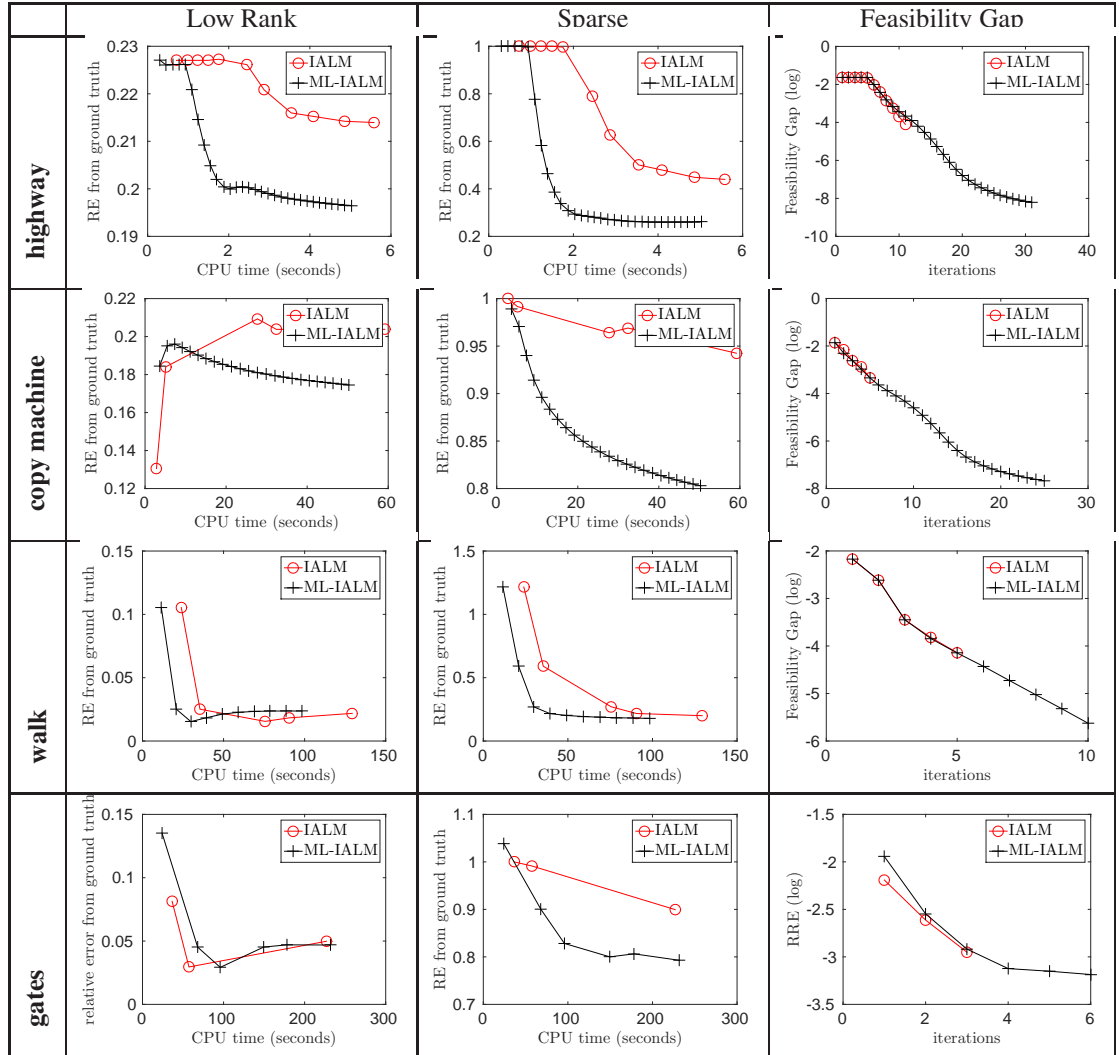 Low Rank
Sparse
Feasibility Gap
highway
RE from ground truth
0.23
0.22
0.21
0.2
0.19
0
2
4
6
CPU time (seconds)
IALM
ML-IALM
RE from ground truth
1
0.8
0.6
0.4
0.2
0
2
4
6
CPU time (seconds)
IALM
ML-IALM
Feasibility Gap (log)
0
-2
-4
-6
-8
-10
0
10
20
30
40
iterations
IALM
ML-IALM
copy machine
RE from ground truth
0.22
0.2
0.18
0.16
0.14
0.12
0
20
40
60
CPU time (seconds)
IALM
ML-IALM
RE from ground truth
1
0.95
0.9
0.85
0.8
0
20
40
60
CPU time (seconds)
IALM
ML-IALM
Feasibility Gap (log)
0
-2
-4
-6
-8
0
10
20
30
iterations
IALM
ML-IALM
walk
RE from ground truth
0.15
0.1
0.05
0
0
50
100
150
CPU time (seconds)
IALM
ML-IALM
RE from ground truth
1.5
1
0.5
0
0
50
100
150
CPU time (seconds)
IALM
ML-IALM
Feasibility Gap (log)
-2
-3
-4
-5
-6
0
5
10
iterations
IALM
ML-IALM
gates
relative error from ground truth
0.15
0.1
0.05
0
0
100
200
300
CPU time (seconds)
IALM
ML-IALM
RE from ground truth
1.1
1
0.9
0.8
0.7
0
100
200
300
CPU time (seconds)
IALM
ML-IALM
RRE (log)
-1.5
-2
-2.5
-3
-3.5
0
2
4
6
iterations
IALM
ML-IALM